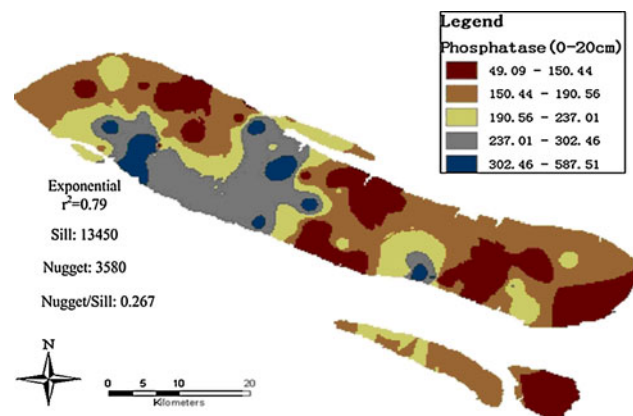 Legend
Phosphatase(0-20cm)
49.09 - 150.44
150.44 - 190.56
190.56 - 237.01
237.01 - 302.46
302.46 - 587.51
Exponential
r²=0.79
Sill: 13450
Nugget: 3580
Nugget/Sill: 0.267
N
0 5 10 20
Kilometers